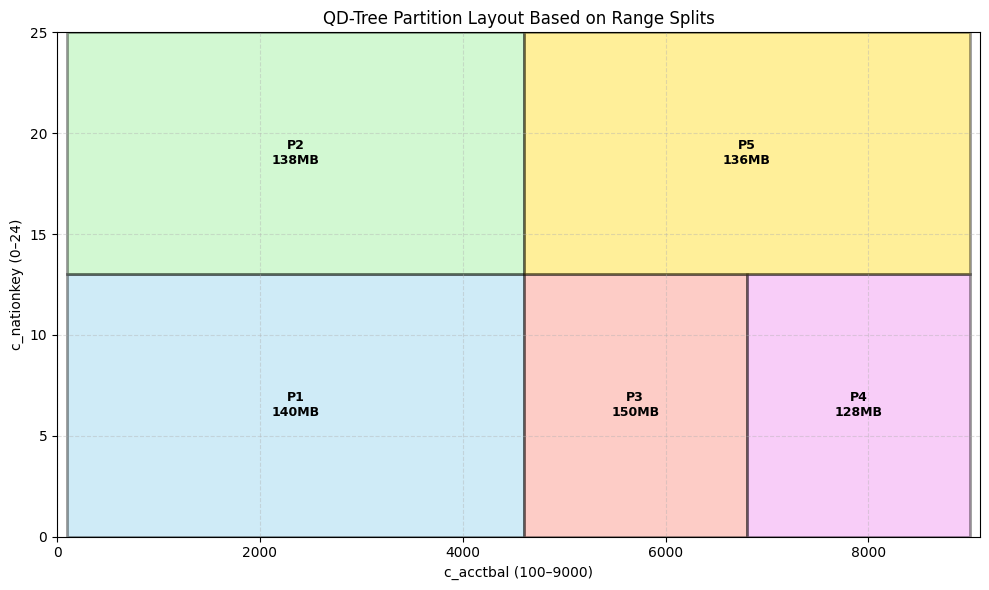 QD-Tree Partition Layout Based on Range Splits
25
20
15
10
5
0
c_nationkey (0–24)
P2
138MB
P5
136MB
P1
140MB
P3
150MB
P4
128MB
0
2000
4000
6000
8000
c_acctbal (100–9000)